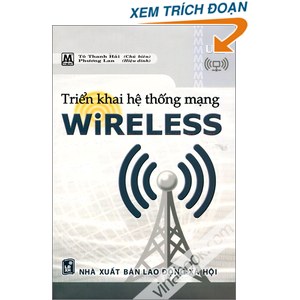 XEM TRÍCH ĐOẠN
Tô Thanh Hải (Chủ biên)
Phương Lan (Hiệu đính)
Triển khai hệ thống mạng
WiRELESS
NHÀ XUẤT BẢN LAO ĐỘNG XÃ HỘI